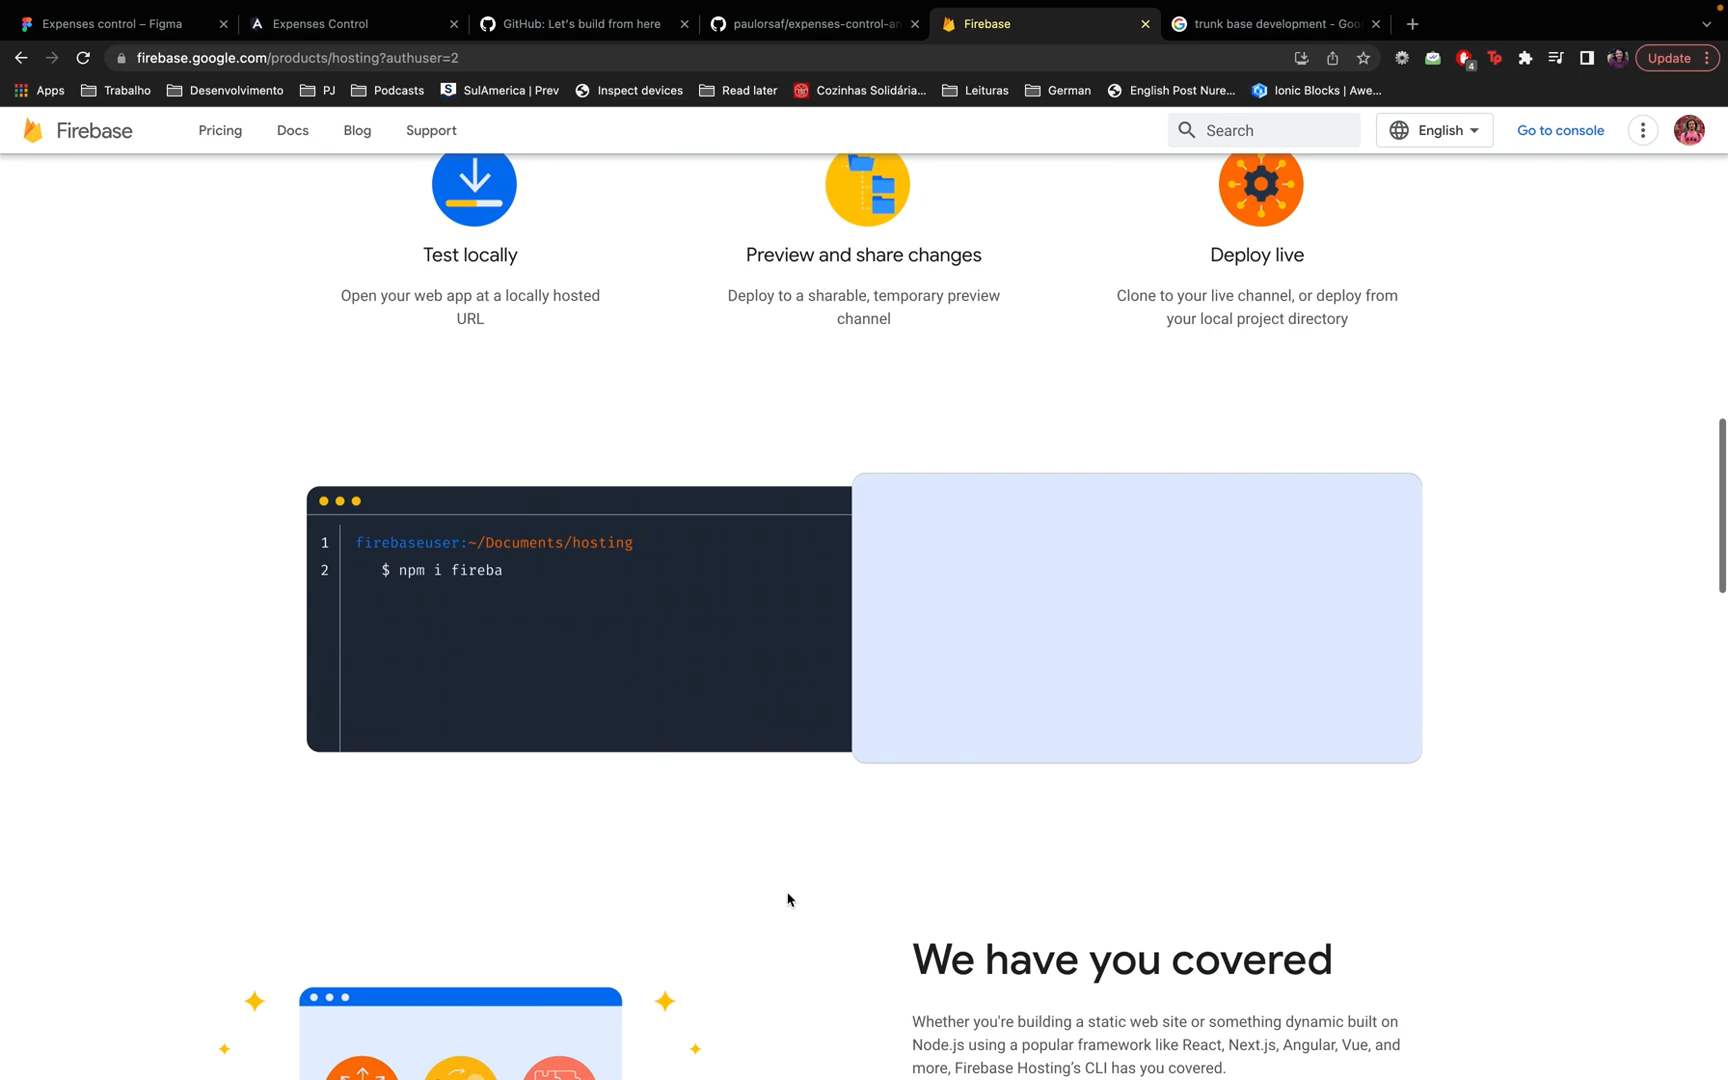 Expenses control – Figma
Expenses Control
GitHub: Let's build from here
paulorsaf/expenses-control-an
Firebase
trunk base development - Goo
firebase.google.com/products/hosting?authuser=2
4
Tp
Update
Apps
Trabalho
Desenvolvimento
PJ
Podcasts
SulAmerica | Prev
Inspect devices
Read later
Cozinhas Solidária...
Leituras
German
English Post Nure...
Ionic Blocks | Awe...
Firebase
Pricing
Docs
Blog
Support
Search
English
Go to console
Test locally
Open your web app at a locally hosted
URL
Preview and share changes
Deploy to a sharable, temporary preview
channel
Deploy live
Clone to your live channel, or deploy from
your local project directory
1 firebaseuser:~/Documents/hosting
2 $ npm i fireba
We have you covered
Whether you're building a static web site or something dynamic built on
Node.js using a popular framework like React, Next.js, Angular, Vue, and
more, Firebase Hosting's CLI has you covered.